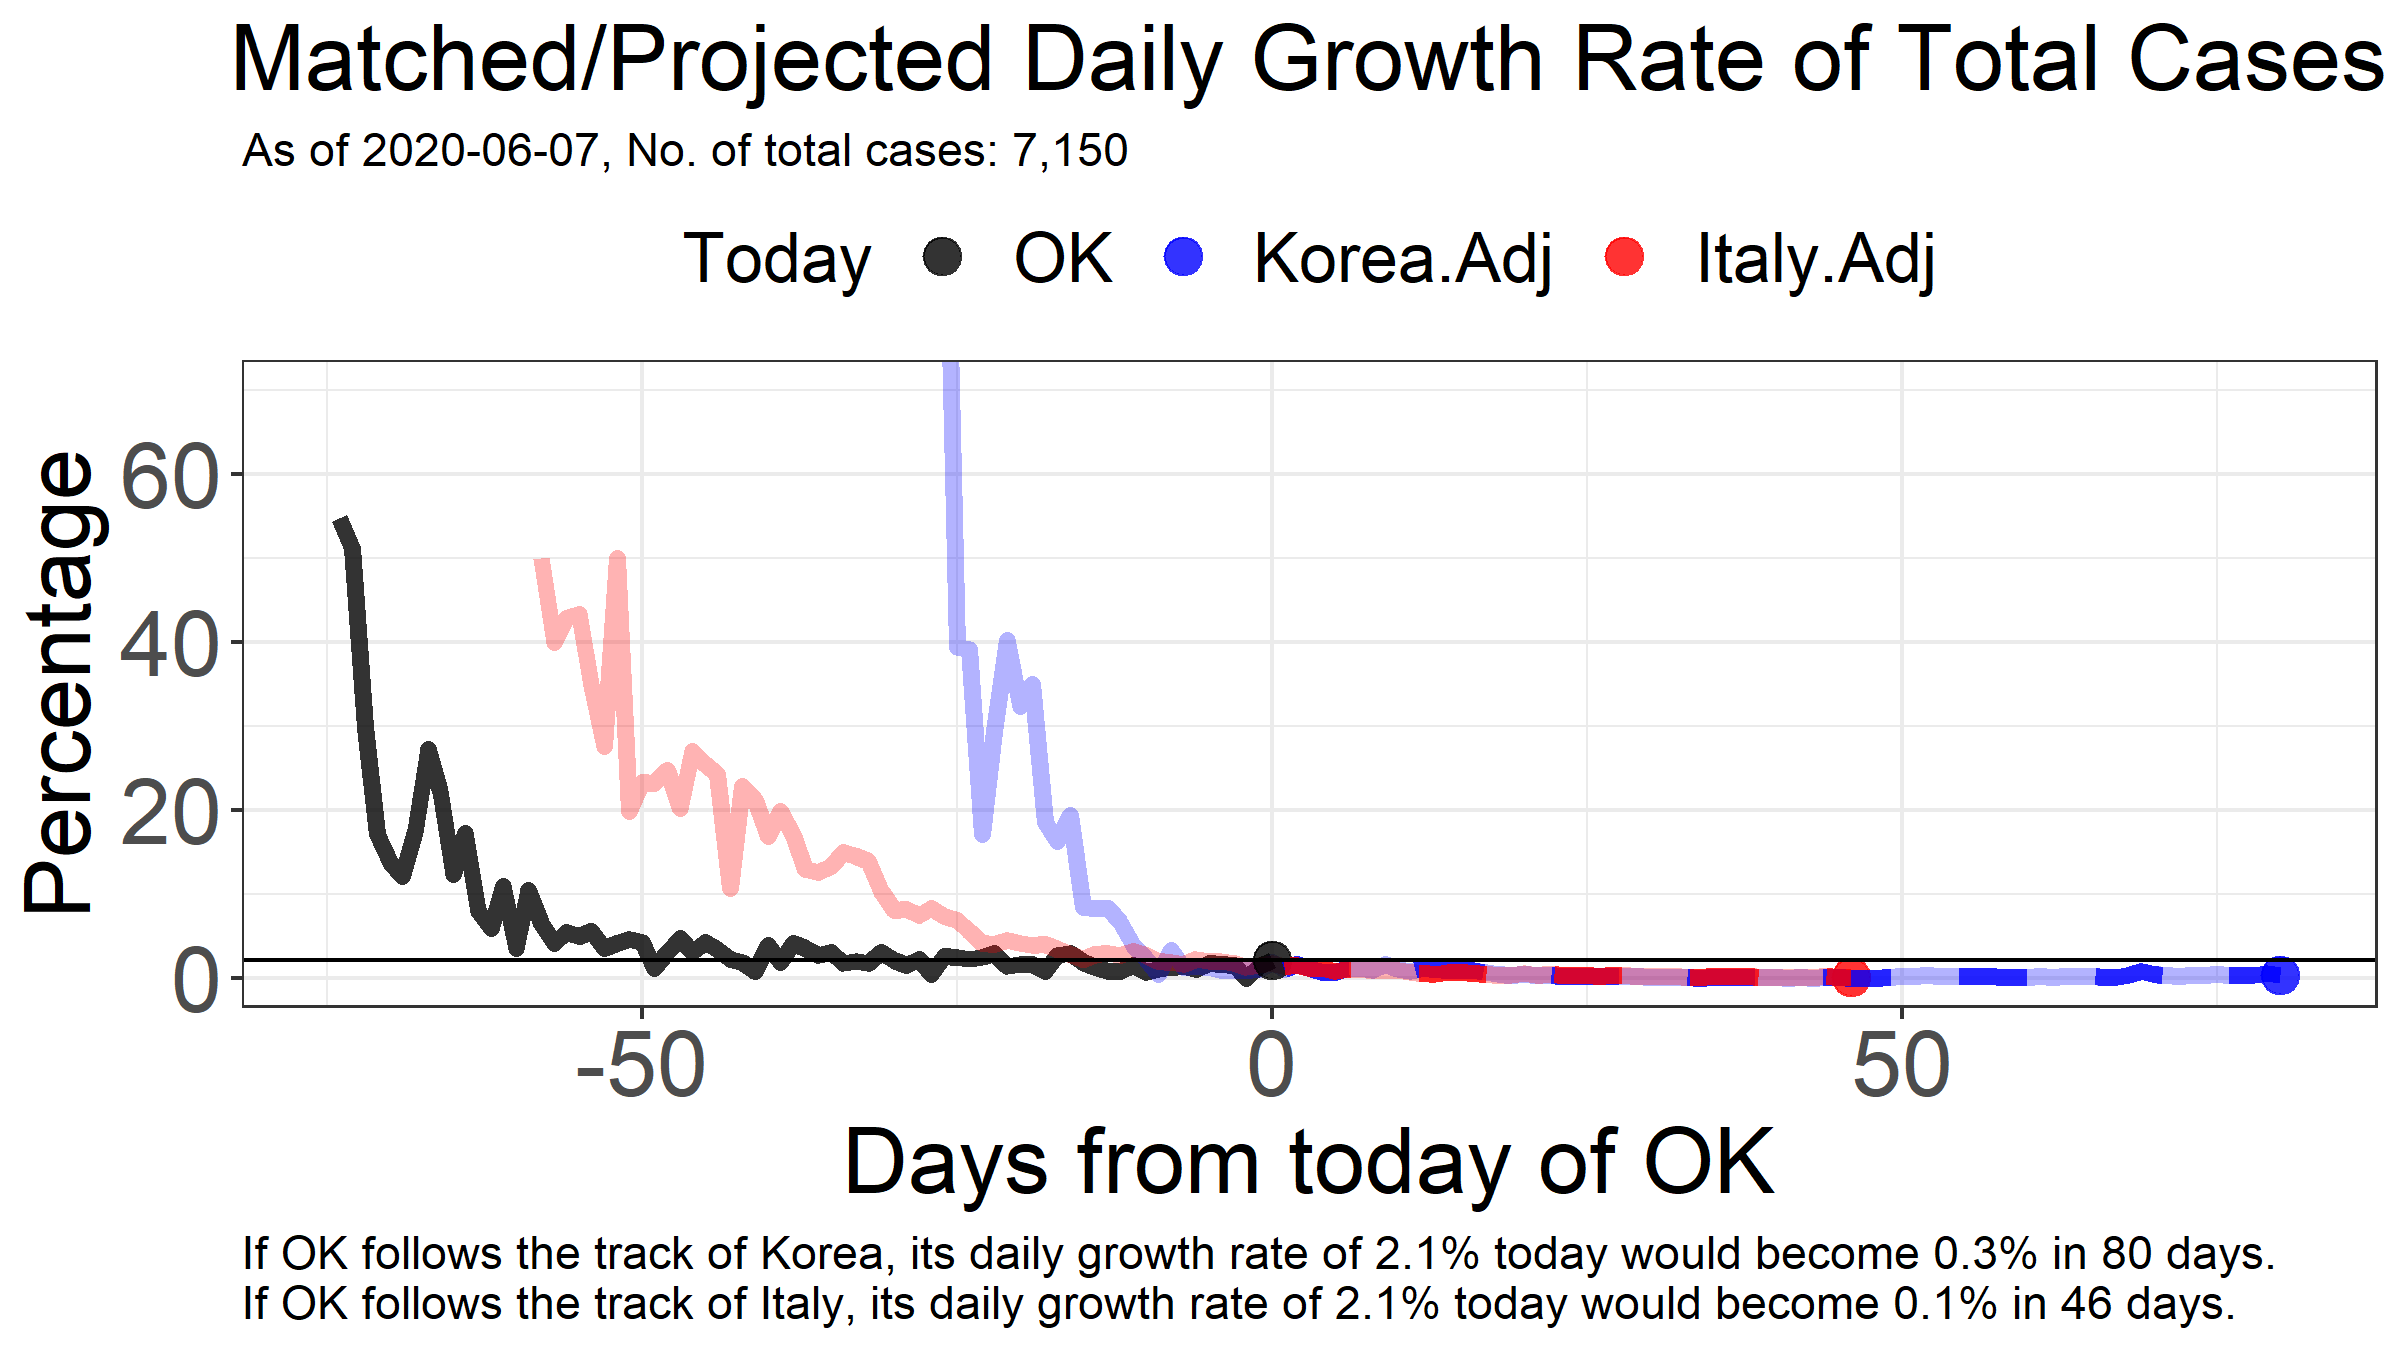 Matched/Projected Daily Growth Rate of Total Cases
As of 2020-06-07, No. of total cases: 7,150
Today OK Korea.Adj Italy.Adj
Percentage
60
40
20
0
-50 0 50
Days from today of OK
If OK follows the track of Korea, its daily growth rate of 2.1% today would become 0.3% in 80 days.
If OK follows the track of Italy, its daily growth rate of 2.1% today would become 0.1% in 46 days.